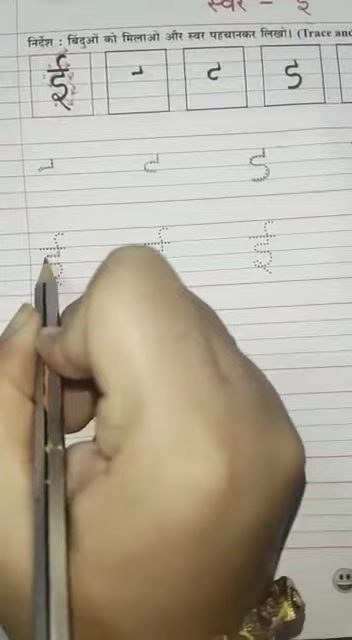 स्वर - ई
निर्देश : बिंदुओं को मिलाओ और स्वर पहचानकर लिखो। (Trace and
ई
ई ई ई